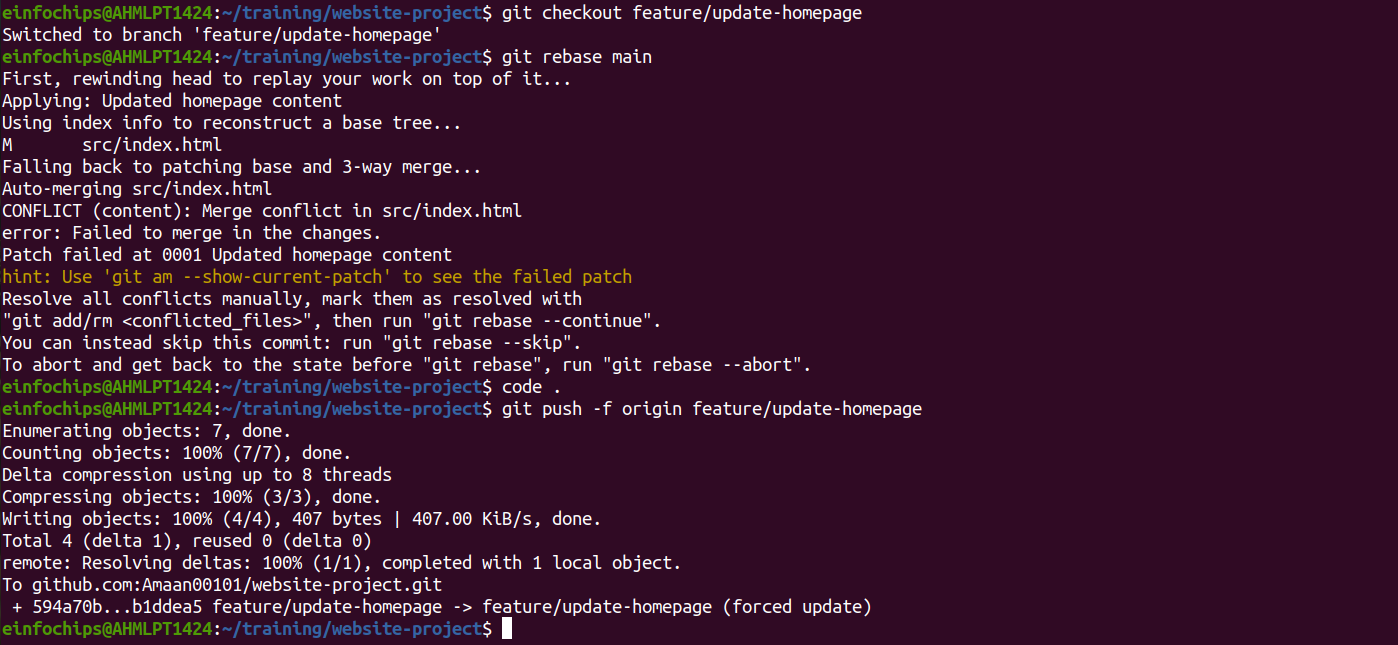 einfochips@AHMLPT1424:~/training/website-project$ git checkout feature/update-homepage
Switched to branch 'feature/update-homepage'
einfochips@AHMLPT1424:~/training/website-project$ git rebase main
First, rewinding head to replay your work on top of it...
Applying: Updated homepage content
Using index info to reconstruct a base tree...
M       src/index.html
Falling back to patching base and 3-way merge...
Auto-merging src/index.html
CONFLICT (content): Merge conflict in src/index.html
error: Failed to merge in the changes.
Patch failed at 0001 Updated homepage content
hint: Use 'git am --show-current-patch' to see the failed patch
Resolve all conflicts manually, mark them as resolved with
"git add/rm <conflicted_files>", then run "git rebase --continue".
You can instead skip this commit: run "git rebase --skip".
To abort and get back to the state before "git rebase", run "git rebase --abort".
einfochips@AHMLPT1424:~/training/website-project$ code .
einfochips@AHMLPT1424:~/training/website-project$ git push -f origin feature/update-homepage
Enumerating objects: 7, done.
Counting objects: 100% (7/7), done.
Delta compression using up to 8 threads
Compressing objects: 100% (3/3), done.
Writing objects: 100% (4/4), 407 bytes | 407.00 KiB/s, done.
Total 4 (delta 1), reused 0 (delta 0)
remote: Resolving deltas: 100% (1/1), completed with 1 local object.
To github.com:Amaan00101/website-project.git
 + 594a70b...b1ddea5 feature/update-homepage -> feature/update-homepage (forced update)
einfochips@AHMLPT1424:~/training/website-project$